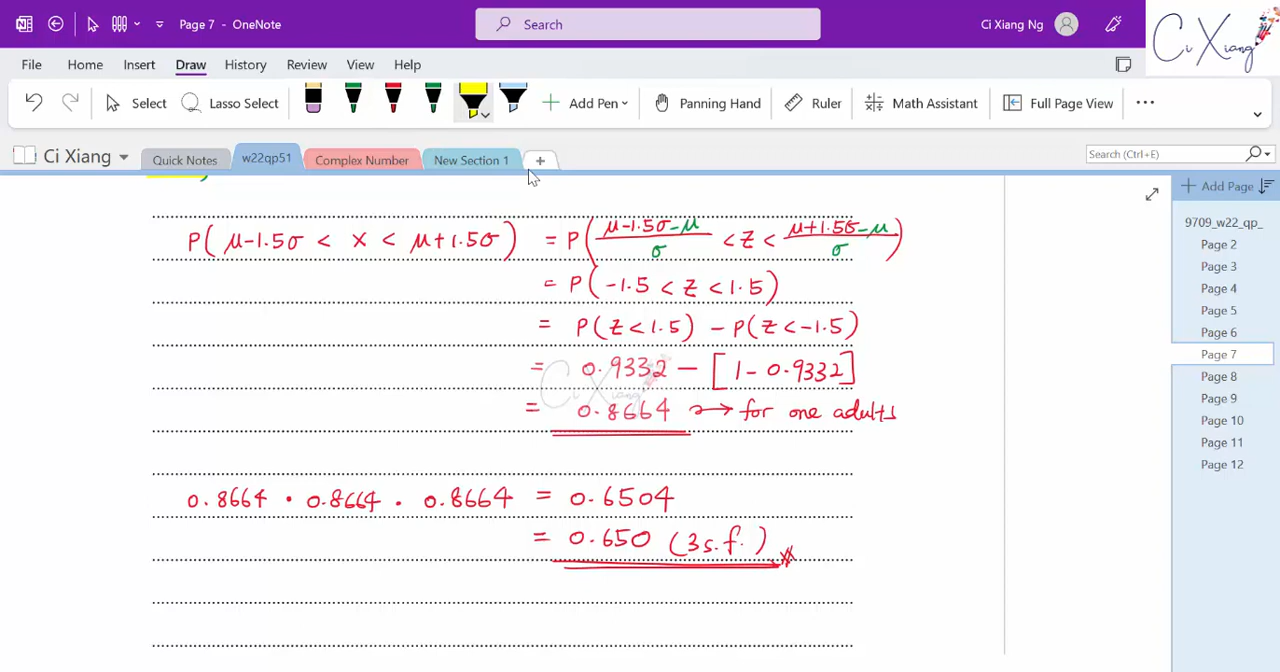 Page 7 - OneNote
Search
Ci Xiang Ng
Ci Xiang
File Home Insert Draw History Review View Help
Select Lasso Select Add Pen Panning Hand Ruler Math Assistant Full Page View
Ci Xiang Quick Notes w22qp51 Complex Number New Section 1
Search (Ctrl+E)
Add Page
9709_w22_qp_
Page 2
Page 3
Page 4
Page 5
Page 6
Page 7
Page 8
Page 9
Page 10
Page 11
Page 12
P( μ-1.5σ < x < μ+1.5σ ) = P( (μ-1.5σ-μ)/σ < Z < (μ+1.5σ-μ)/σ )
= P( -1.5 < Z < 1.5 )
= P( Z < 1.5 ) - P( Z < -1.5 )
= 0.9332 - [ 1 - 0.9332 ]
= 0.8664 → for one adults
Ci Xiang
0.8664 · 0.8664 · 0.8664 = 0.6504
= 0.650 (3 s.f.)